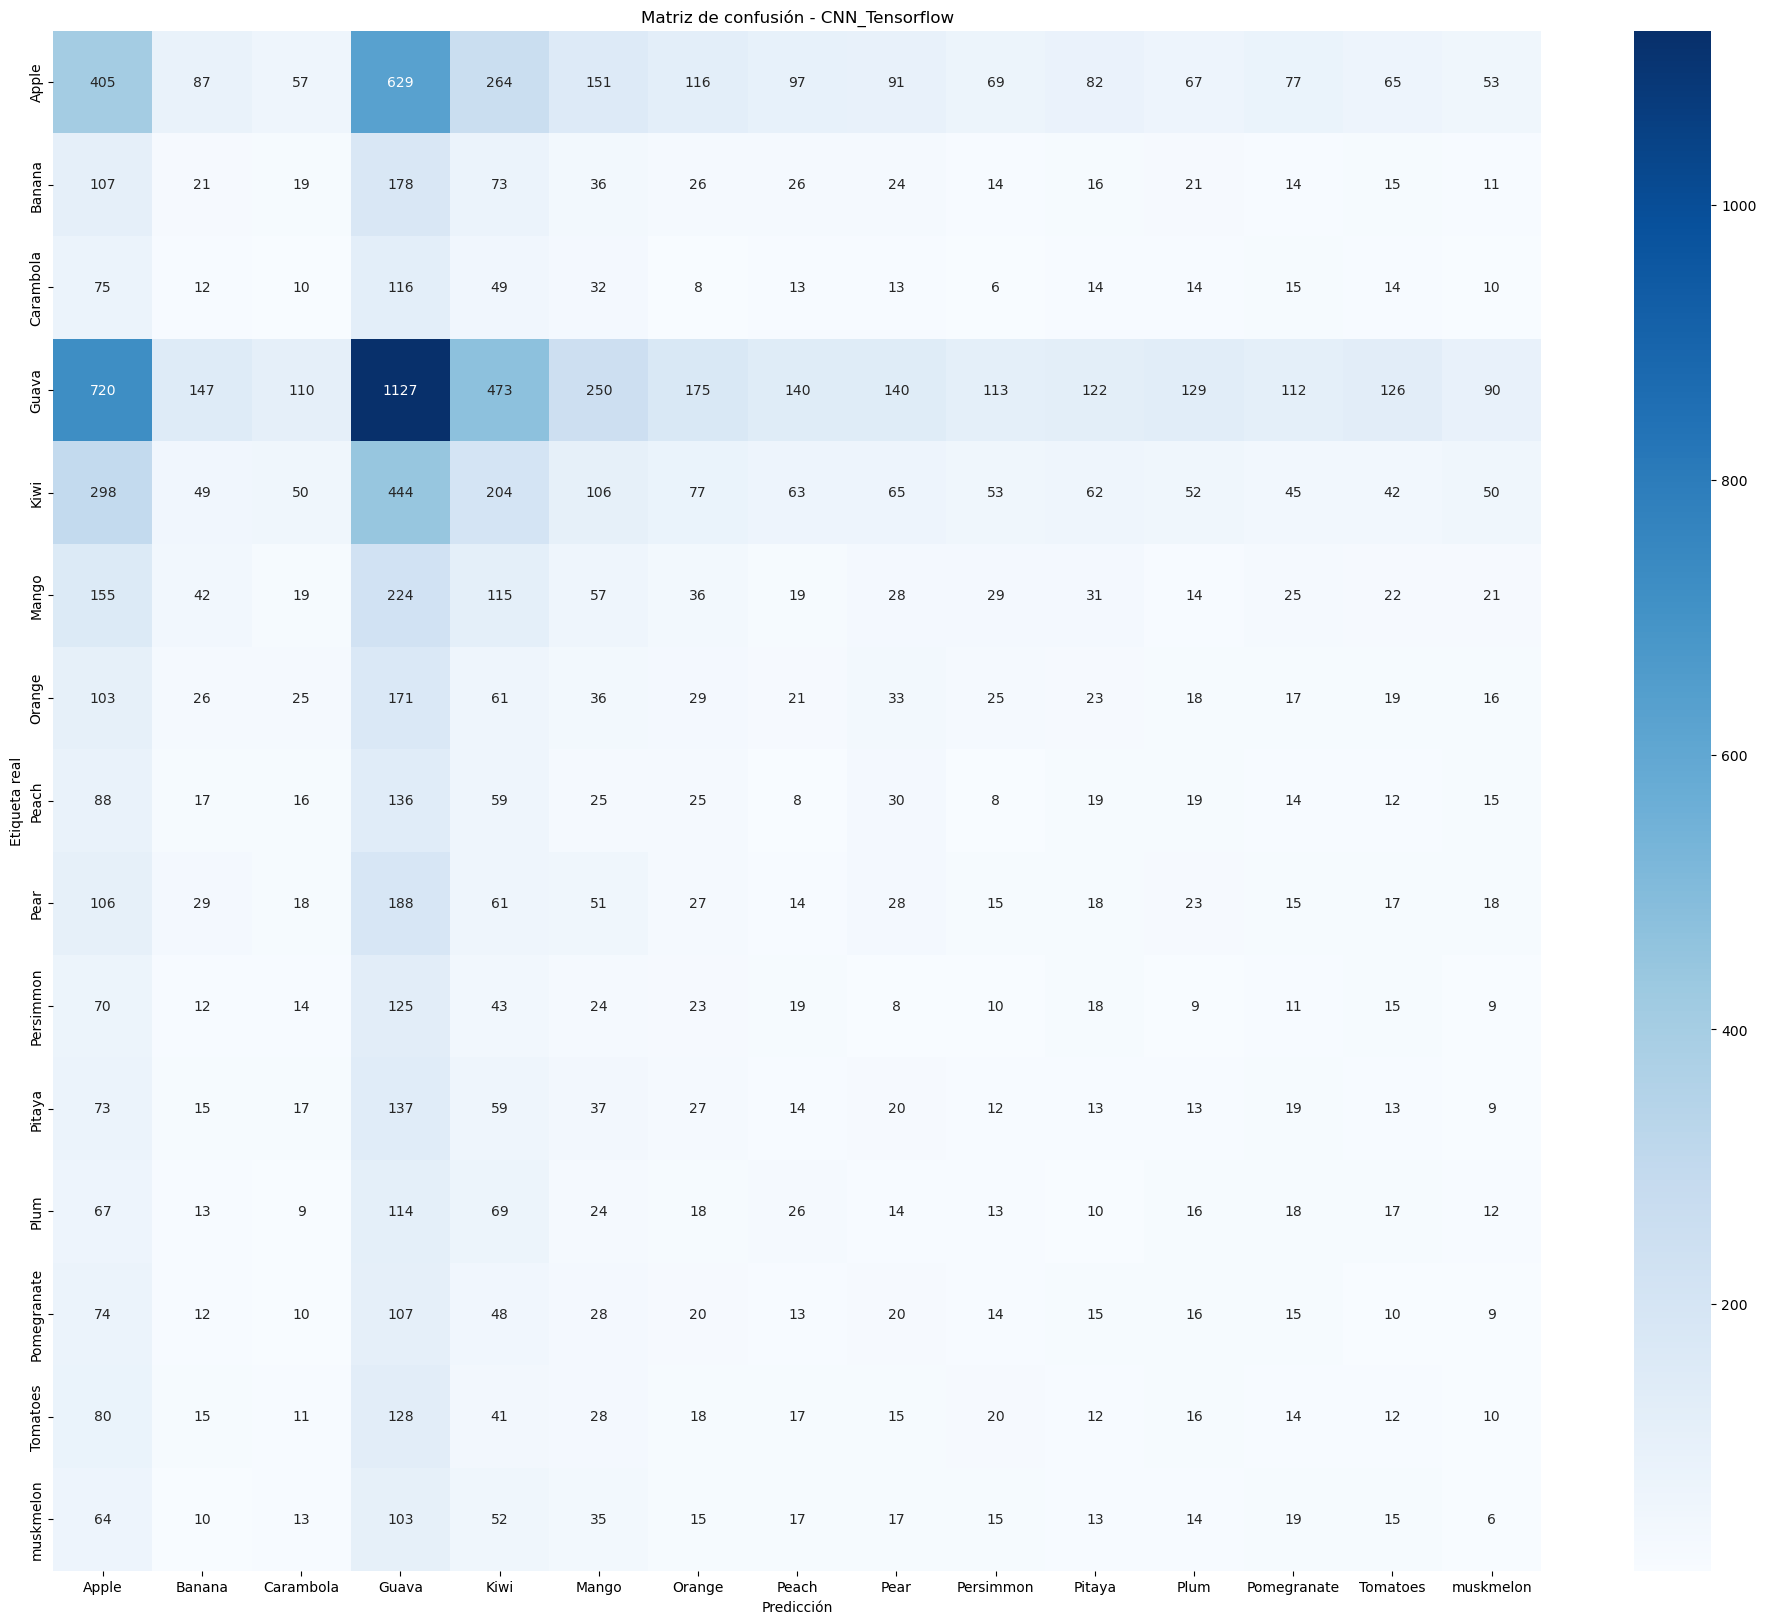 Matriz de confusión - CNN_Tensorflow
Apple 405 87 57 629 264 151 116 97 91 69 82 67 77 65 53
Banana 107 21 19 178 73 36 26 26 24 14 16 21 14 15 11
Carambola 75 12 10 116 49 32 8 13 13 6 14 14 15 14 10
Guava 720 147 110 1127 473 250 175 140 140 113 122 129 112 126 90
Kiwi 298 49 50 444 204 106 77 63 65 53 62 52 45 42 50
Mango 155 42 19 224 115 57 36 19 28 29 31 14 25 22 21
Orange 103 26 25 171 61 36 29 21 33 25 23 18 17 19 16
Peach 88 17 16 136 59 25 25 8 30 8 19 19 14 12 15
Pear 106 29 18 188 61 51 27 14 28 15 18 23 15 17 18
Persimmon 70 12 14 125 43 24 23 19 8 10 18 9 11 15 9
Pitaya 73 15 17 137 59 37 27 14 20 12 13 13 19 13 9
Plum 67 13 9 114 69 24 18 26 14 13 10 16 18 17 12
Pomegranate 74 12 10 107 48 28 20 13 20 14 15 16 15 10 9
Tomatoes 80 15 11 128 41 28 18 17 15 20 12 16 14 12 10
muskmelon 64 10 13 103 52 35 15 17 17 15 13 14 19 15 6
Apple Banana Carambola Guava Kiwi Mango Orange Peach Pear Persimmon Pitaya Plum Pomegranate Tomatoes muskmelon
Predicción
Etiqueta real
1000
800
600
400
200